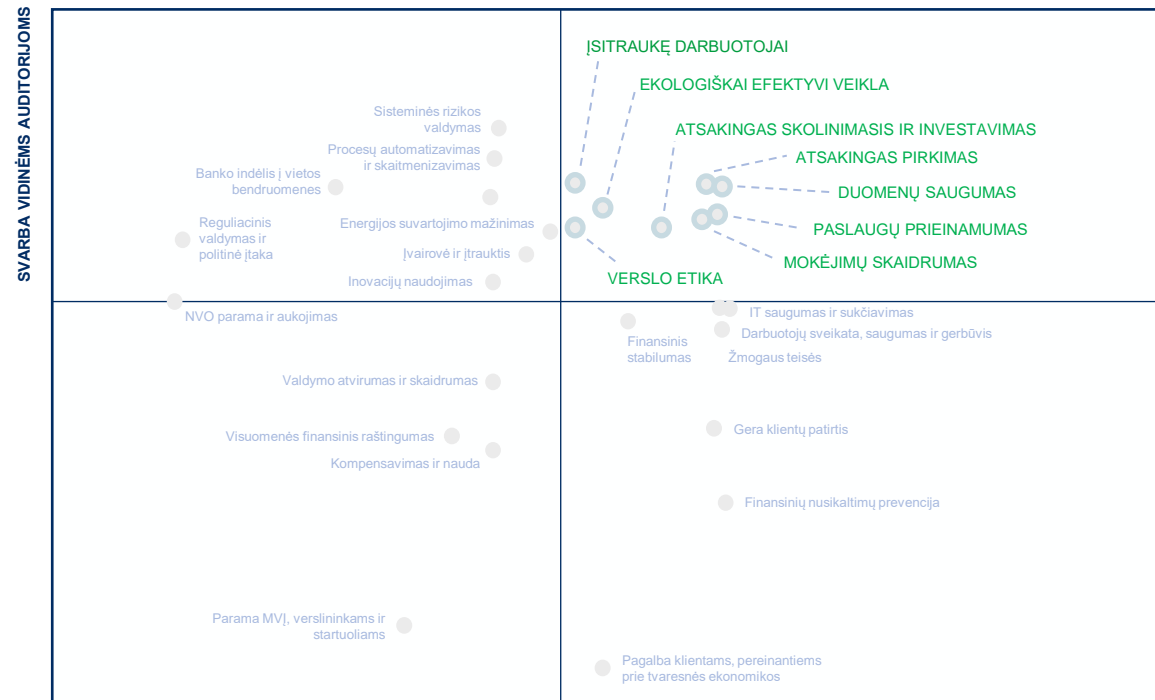 SVARBA VIDINĖMS AUDITORIJOMS
ĮSITRAUKĘ DARBUOTOJAI
EKOLOGIŠKAI EFEKTYVI VEIKLA
Sisteminės rizikos
valdymas
ATSAKINGAS SKOLINIMASIS IR INVESTAVIMAS
Procesų automatizavimas
ir skaitmenizavimas
ATSAKINGAS PIRKIMAS
Banko indėlis į vietos
bendruomenes
DUOMENŲ SAUGUMAS
Reguliacinis
valdymas ir
politinė įtaka
Energijos suvartojimo mažinimas
PASLAUGŲ PRIEINAMUMAS
Įvairovė ir įtrauktis
MOKĖJIMŲ SKAIDRUMAS
Inovacijų naudojimas
VERSLO ETIKA
NVO parama ir aukojimas
IT saugumas ir sukčiavimas
Darbuotojų sveikata, saugumas ir gerbūvis
Finansinis
stabilumas
Žmogaus teisės
Valdymo atvirumas ir skaidrumas
Visuomenės finansinis raštingumas
Gera klientų patirtis
Kompensavimas ir nauda
Finansinių nusikaltimų prevencija
Parama MVĮ, verslininkams ir
startuoliams
Pagalba klientams, pereinantiems
prie tvaresnės ekonomikos